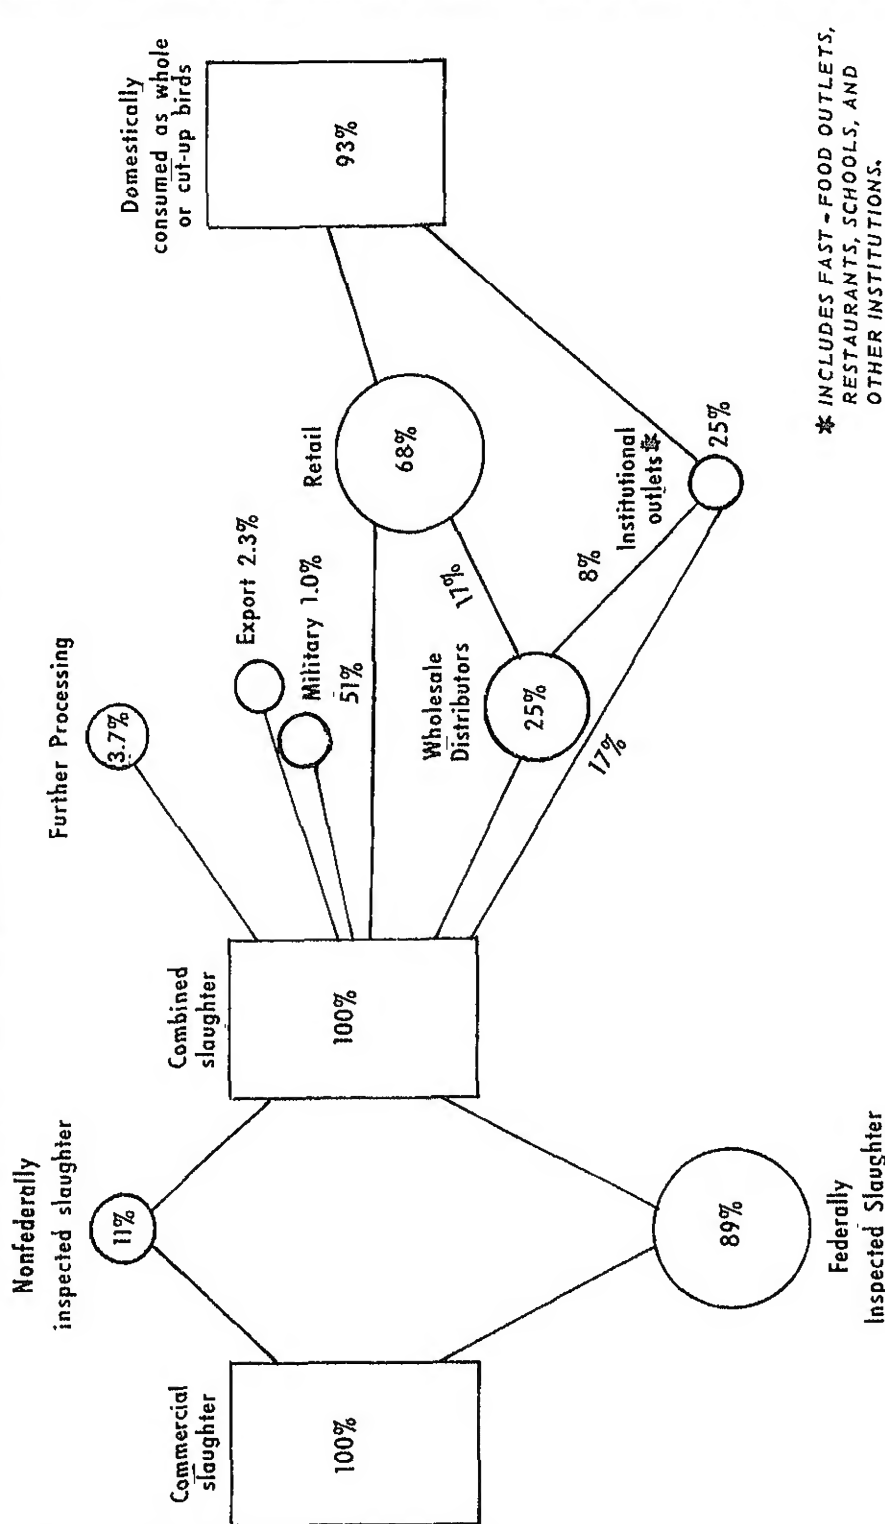 Commercial
slaughter
100%
Nonfederally
inspected slaughter
11%
89%
Federally
Inspected Slaughter
Combined
slaughter
100%
Further Processing
3.7%
Export 2.3%
Military 1.0%
51%
Wholesale
Distributors
25%
17%
17%
8%
Retail
68%
Institutional
outlets*
25%
Domestically
consumed as whole
or cut-up birds
93%
* INCLUDES FAST-FOOD OUTLETS,
RESTAURANTS, SCHOOLS, AND
OTHER INSTITUTIONS.